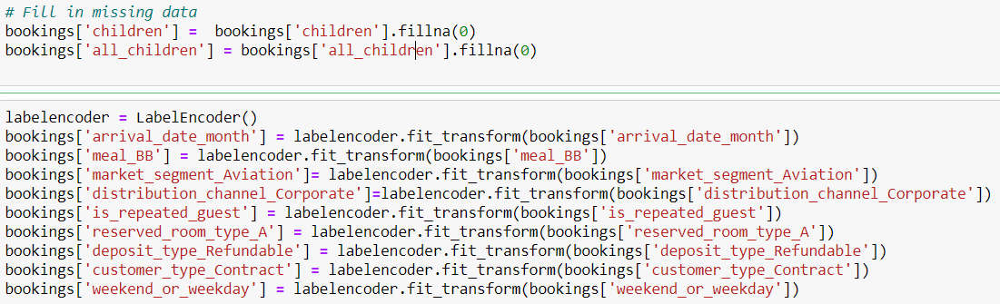 # Fill in missing data
bookings['children'] =  bookings['children'].fillna(0)
bookings['all_children'] = bookings['all_children'].fillna(0)
labelencoder = LabelEncoder()
bookings['arrival_date_month'] = labelencoder.fit_transform(bookings['arrival_date_month'])
bookings['meal_BB'] = labelencoder.fit_transform(bookings['meal_BB'])
bookings['market_segment_Aviation']= labelencoder.fit_transform(bookings['market_segment_Aviation'])
bookings['distribution_channel_Corporate']=labelencoder.fit_transform(bookings['distribution_channel_Corporate'])
bookings['is_repeated_guest'] = labelencoder.fit_transform(bookings['is_repeated_guest'])
bookings['reserved_room_type_A'] = labelencoder.fit_transform(bookings['reserved_room_type_A'])
bookings['deposit_type_Refundable'] = labelencoder.fit_transform(bookings['deposit_type_Refundable'])
bookings['customer_type_Contract'] = labelencoder.fit_transform(bookings['customer_type_Contract'])
bookings['weekend_or_weekday'] = labelencoder.fit_transform(bookings['weekend_or_weekday'])